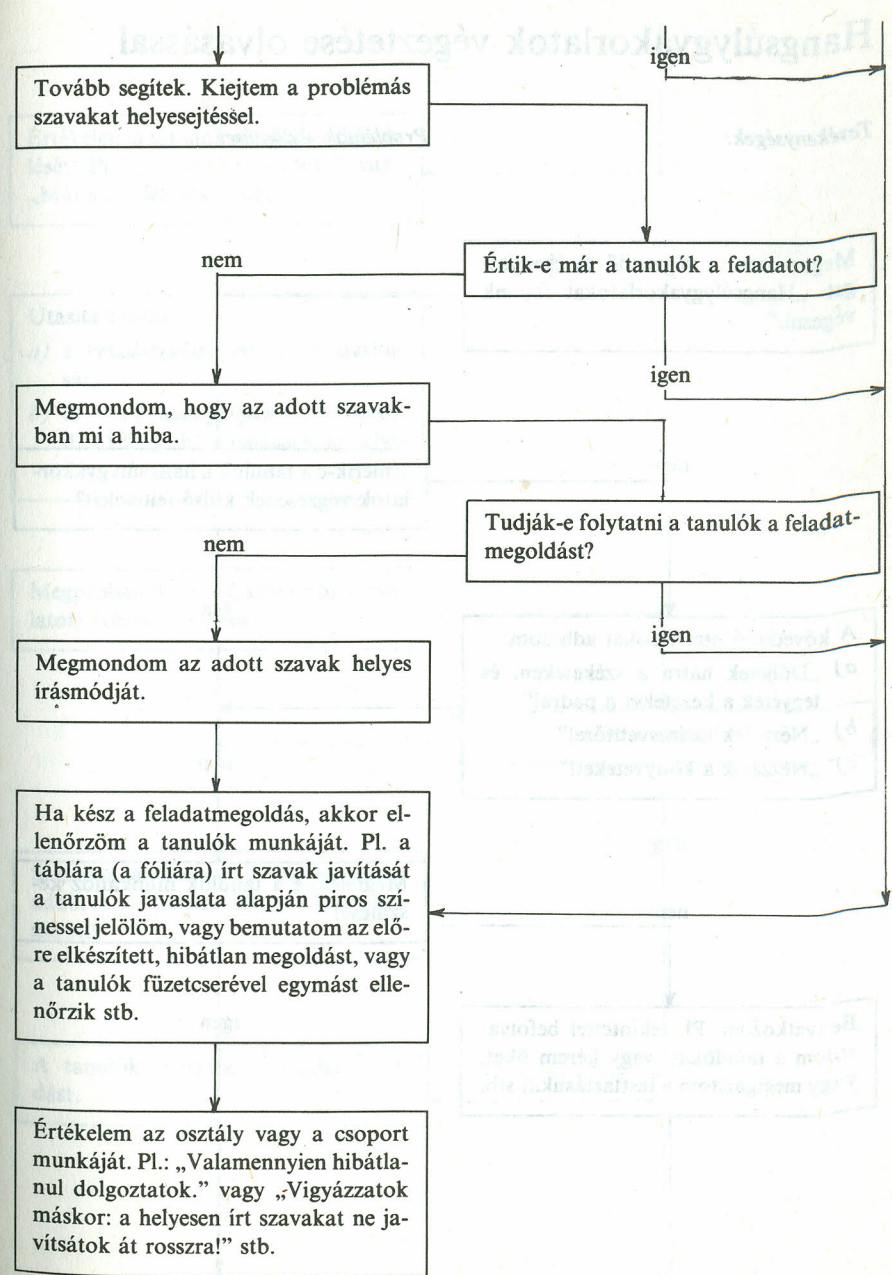 igen
Tovább segítek. Kiejtem a problémás
szavakat helyesejtéssel.
nem
Értik-e már a tanulók a feladatot?
igen
Megmondom, hogy az adott szavak-
ban mi a hiba.
nem
Tudják-e folytatni a tanulók a feladat-
megoldást?
igen
Megmondom az adott szavak helyes
írásmódját.
Ha kész a feladatmegoldás, akkor el-
lenőrzöm a tanulók munkáját. Pl. a
táblára (a fóliára) írt szavak javítását
a tanulók javaslata alapján piros szí-
nessel jelölöm, vagy bemutatom az elő-
re elkészített, hibátlan megoldást, vagy
a tanulók füzetcserével egymást elle-
nőrzik stb.
Értékelem az osztály vagy a csoport
munkáját. Pl.: „Valamennyien hibátla-
nul dolgoztatok.” vagy „Vigyázzatok
máskor: a helyesen írt szavakat ne ja-
vítsátok át rosszra!” stb.